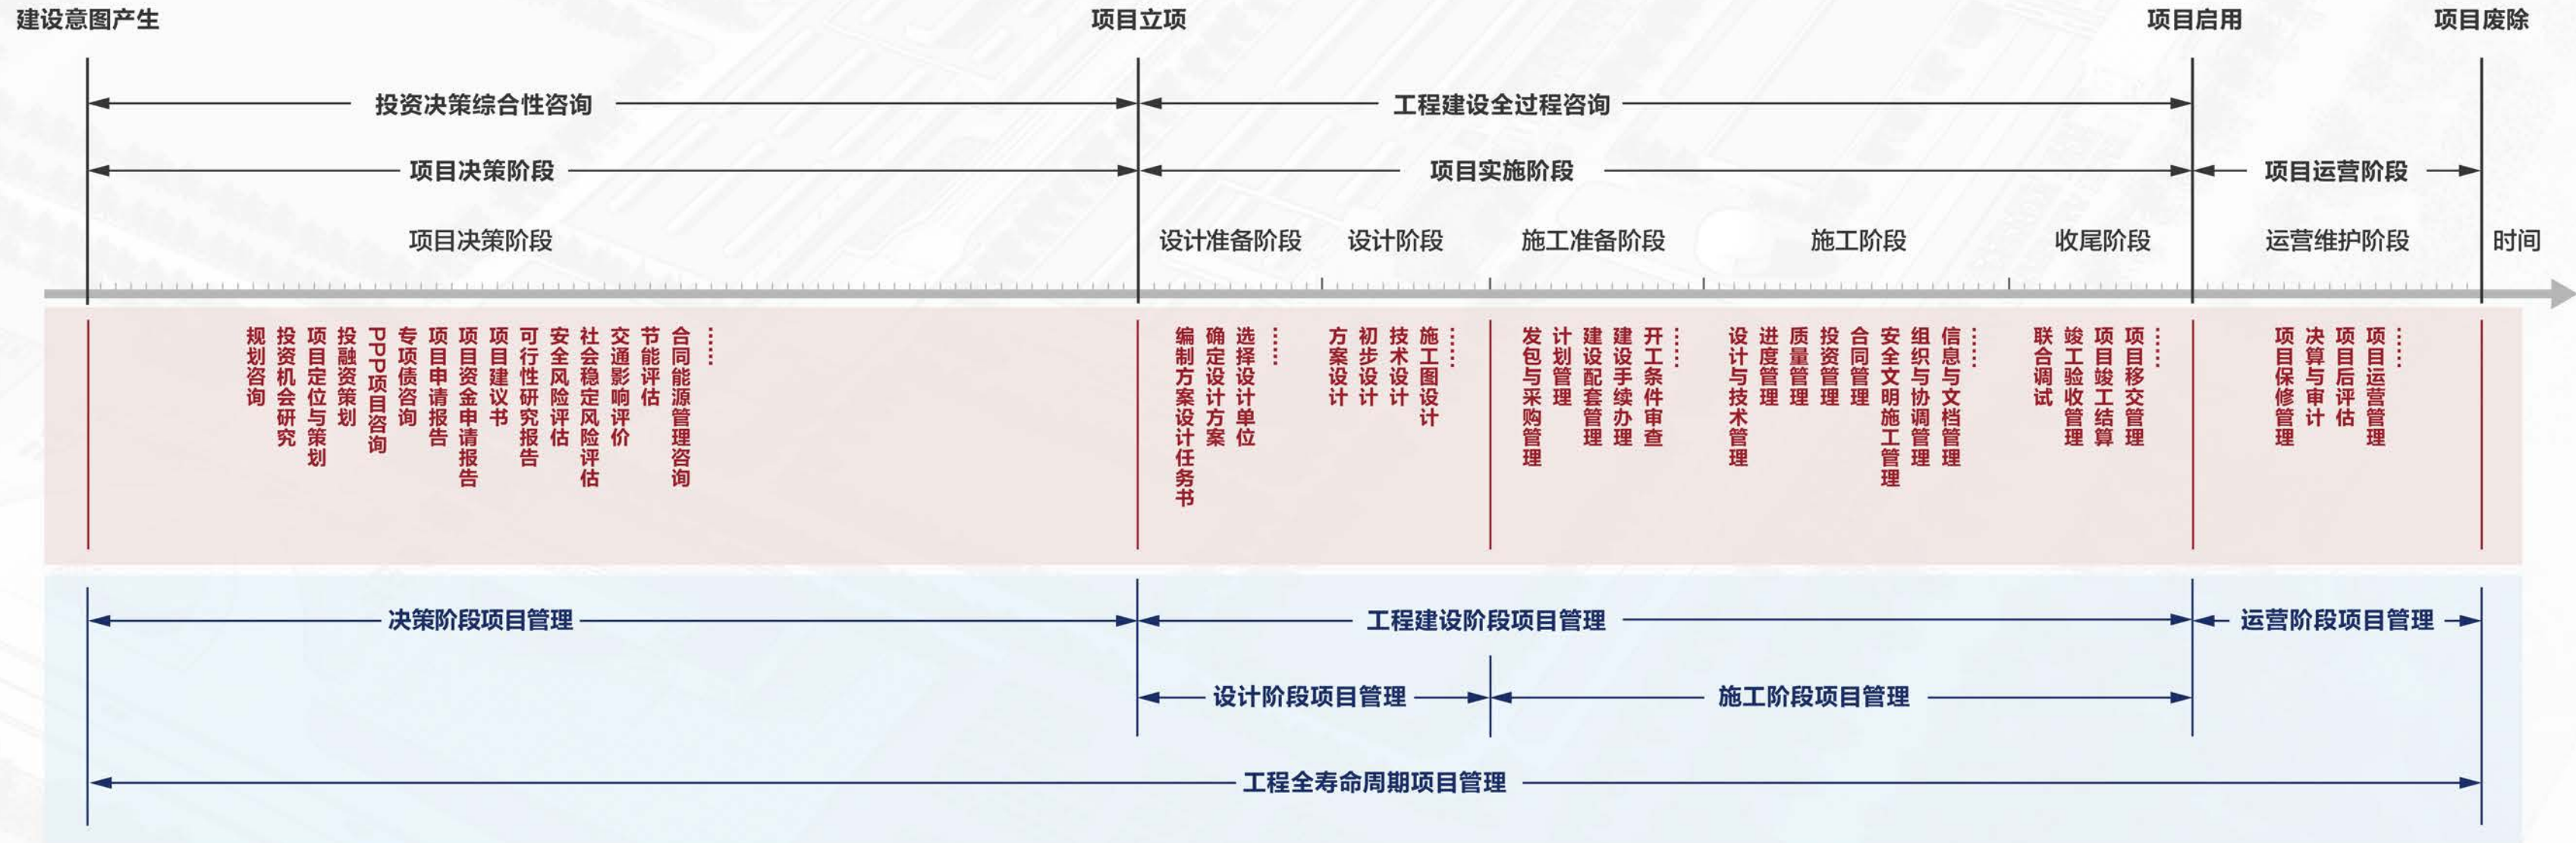 建设意图产生
项目立项
项目启用
项目废除
投资决策综合性咨询
工程建设全过程咨询
项目决策阶段
项目实施阶段
项目运营阶段
项目决策阶段
设计准备阶段
设计阶段
施工准备阶段
施工阶段
收尾阶段
运营维护阶段
时间
规划咨询
投资机会研究
项目定位与策划
投融资策划
PPP项目咨询
专项债咨询
项目申请报告
项目资金申请报告
项目建议书
可行性研究报告
安全风险评估
社会稳定风险评估
交通影响评价
节能评估
合同能源管理咨询
……
编制方案设计任务书
确定设计方案
选择设计单位
……
方案设计
初步设计
技术设计
施工图设计
……
发包与采购管理
计划管理
建设配套管理
建设手续办理
开工条件审查
……
设计与技术管理
进度管理
质量管理
投资管理
合同管理
安全文明施工管理
组织与协调管理
信息与文档管理
……
联合调试
竣工验收管理
项目竣工结算
项目移交管理
……
项目保修管理
决算与审计
项目后评估
项目运营管理
……
决策阶段项目管理
工程建设阶段项目管理
运营阶段项目管理
设计阶段项目管理
施工阶段项目管理
工程全寿命周期项目管理